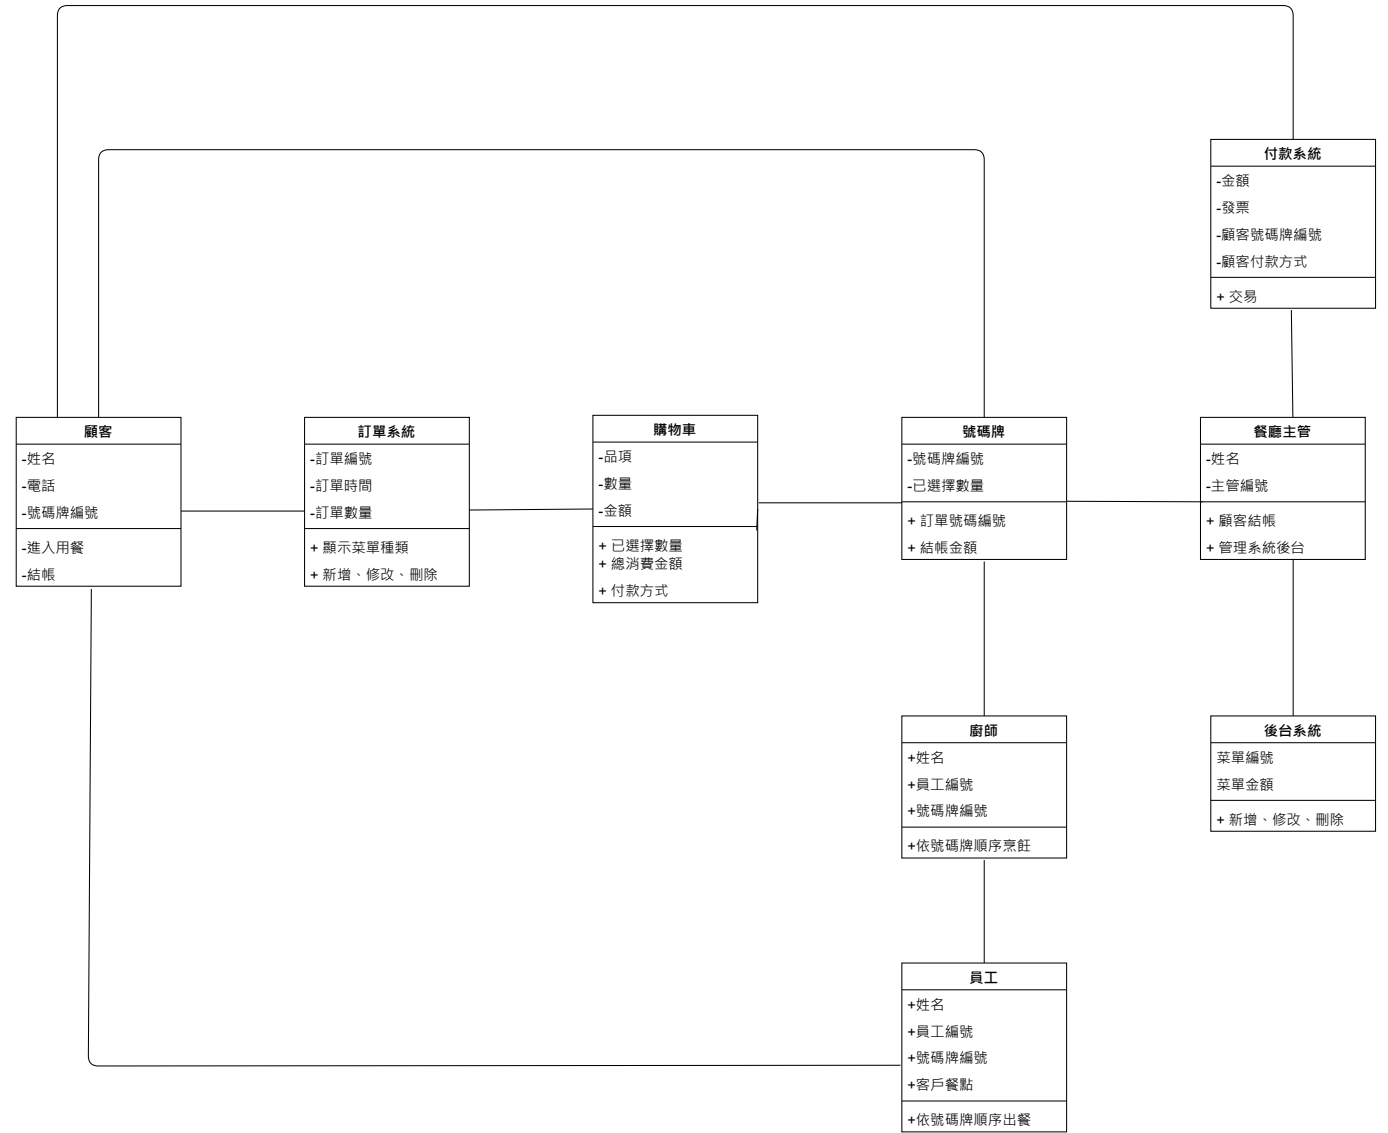 付款系統
-金額
-發票
-顧客號碼牌編號
-顧客付款方式
+ 交易
顧客
-姓名
-電話
-號碼牌編號
-進入用餐
-結帳
訂單系統
-訂單編號
-訂單時間
-訂單數量
+ 顯示菜單種類
+ 新增、修改、刪除
購物車
-品項
-數量
-金額
+ 已選擇數量
+ 總消費金額
+ 付款方式
號碼牌
-號碼牌編號
-已選擇數量
+ 訂單號碼編號
+ 結帳金額
餐廳主管
-姓名
-主管編號
+ 顧客結帳
+ 管理系統後台
廚師
+姓名
+員工編號
+號碼牌編號
+依號碼牌順序烹飪
後台系統
菜單編號
菜單金額
+ 新增、修改、刪除
員工
+姓名
+員工編號
+號碼牌編號
+客戶餐點
+依號碼牌順序出餐